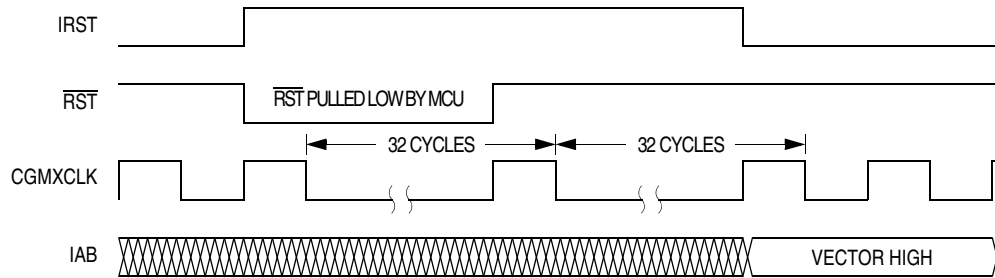 IRST
RST
RST PULLED LOW BY MCU
32 CYCLES
32 CYCLES
CGMXCLK
IAB
VECTOR HIGH